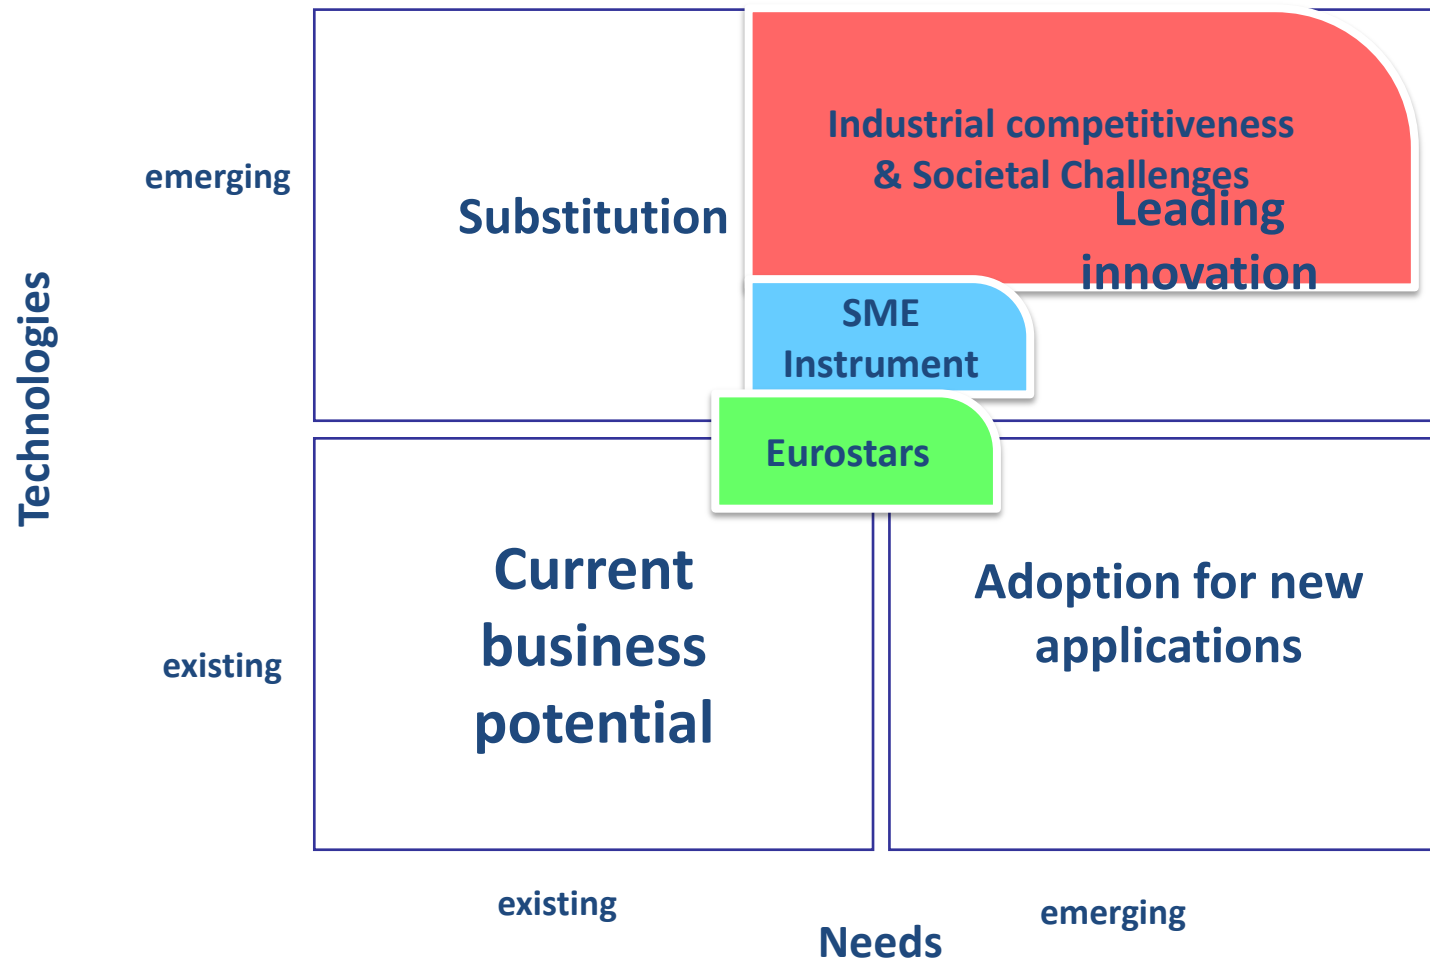 Industrial competitiveness
& Societal Challenges
emerging
Substitution
Leading
innovation
SME
Instrument
Technologies
Eurostars
Current
business
potential
Adoption for new
applications
existing
existing
emerging
Needs